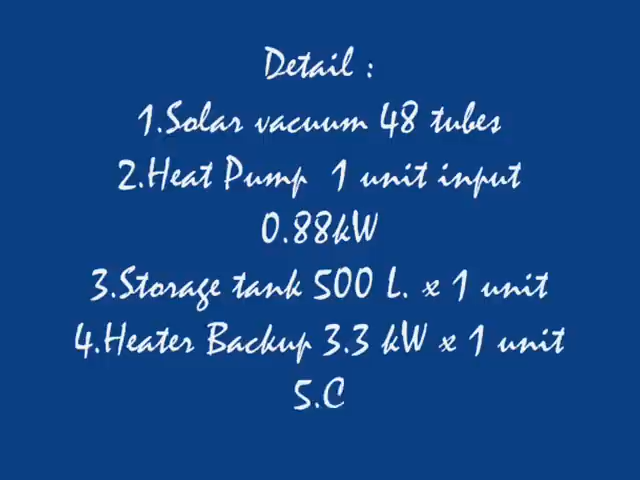 Detail :
1.Solar vacuum 48 tubes
2.Heat Pump 1 unit input
0.88kW
3.Storage tank 500 L. x 1 unit
4.Heater Backup 3.3 kW x 1 unit
5.C